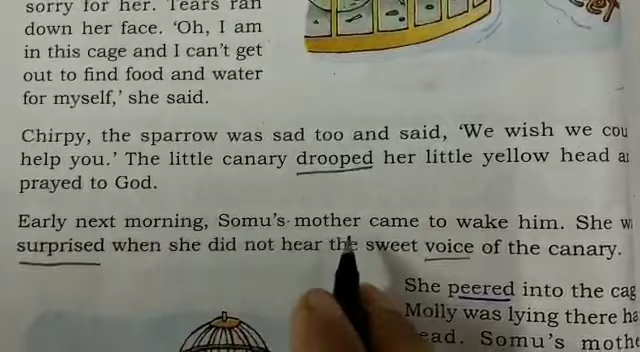 sorry for her. Tears ran
down her face. 'Oh, I am
in this cage and I can't get
out to find food and water
for myself,' she said.
Chirpy, the sparrow was sad too and said, 'We wish we
help you.' The little canary drooped her little yellow head
prayed to God.
Early next morning, Somu's mother came to wake him. She
surprised when she did not hear the sweet voice of the canary.
She peered into the
Molly was lying there
Somu's